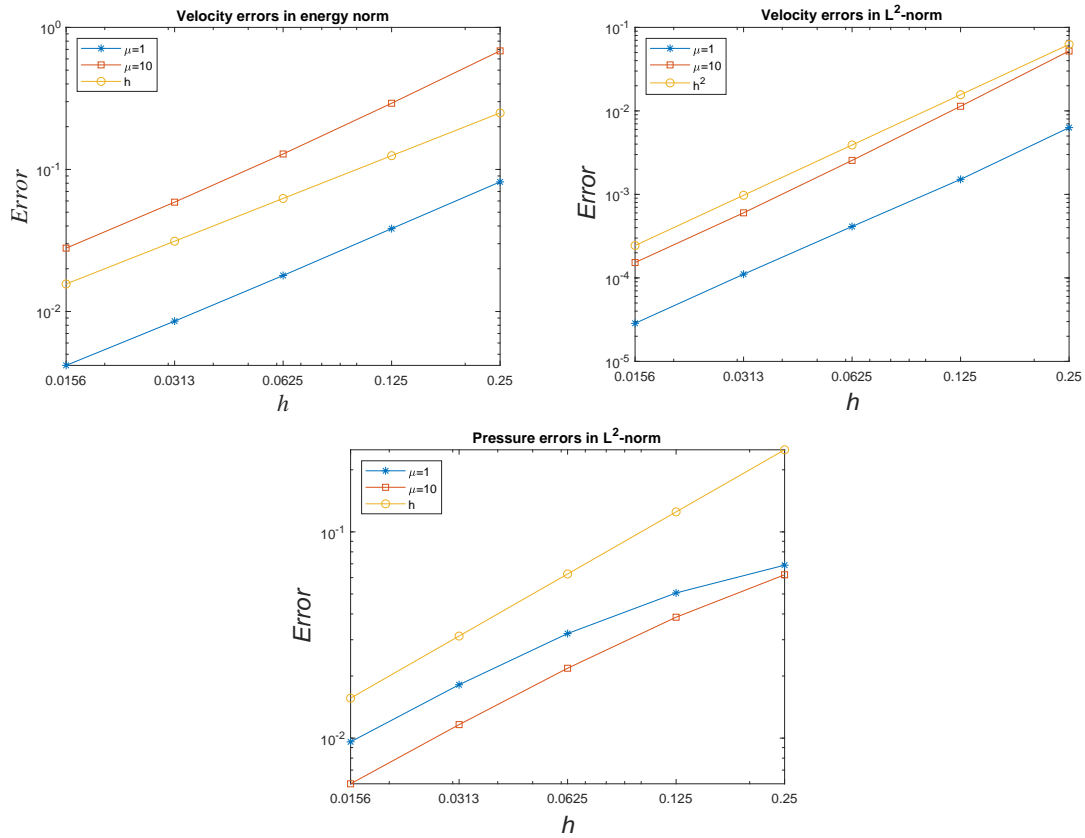 Velocity errors in energy norm
μ=1
μ=10
h
10^0
10^-1
10^-2
Error
0.0156 0.0313 0.0625 0.125 0.25
h
Velocity errors in L^2-norm
μ=1
μ=10
h^2
10^-1
10^-2
10^-3
10^-4
10^-5
Error
0.0156 0.0313 0.0625 0.125 0.25
h
Pressure errors in L^2-norm
μ=1
μ=10
h
10^-1
10^-2
Error
0.0156 0.0313 0.0625 0.125 0.25
h